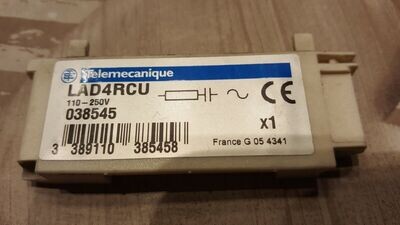 Telemecanique
LAD4RCU
110-250V
038545
CE
x1
France G 05 4341
3 389110 385458